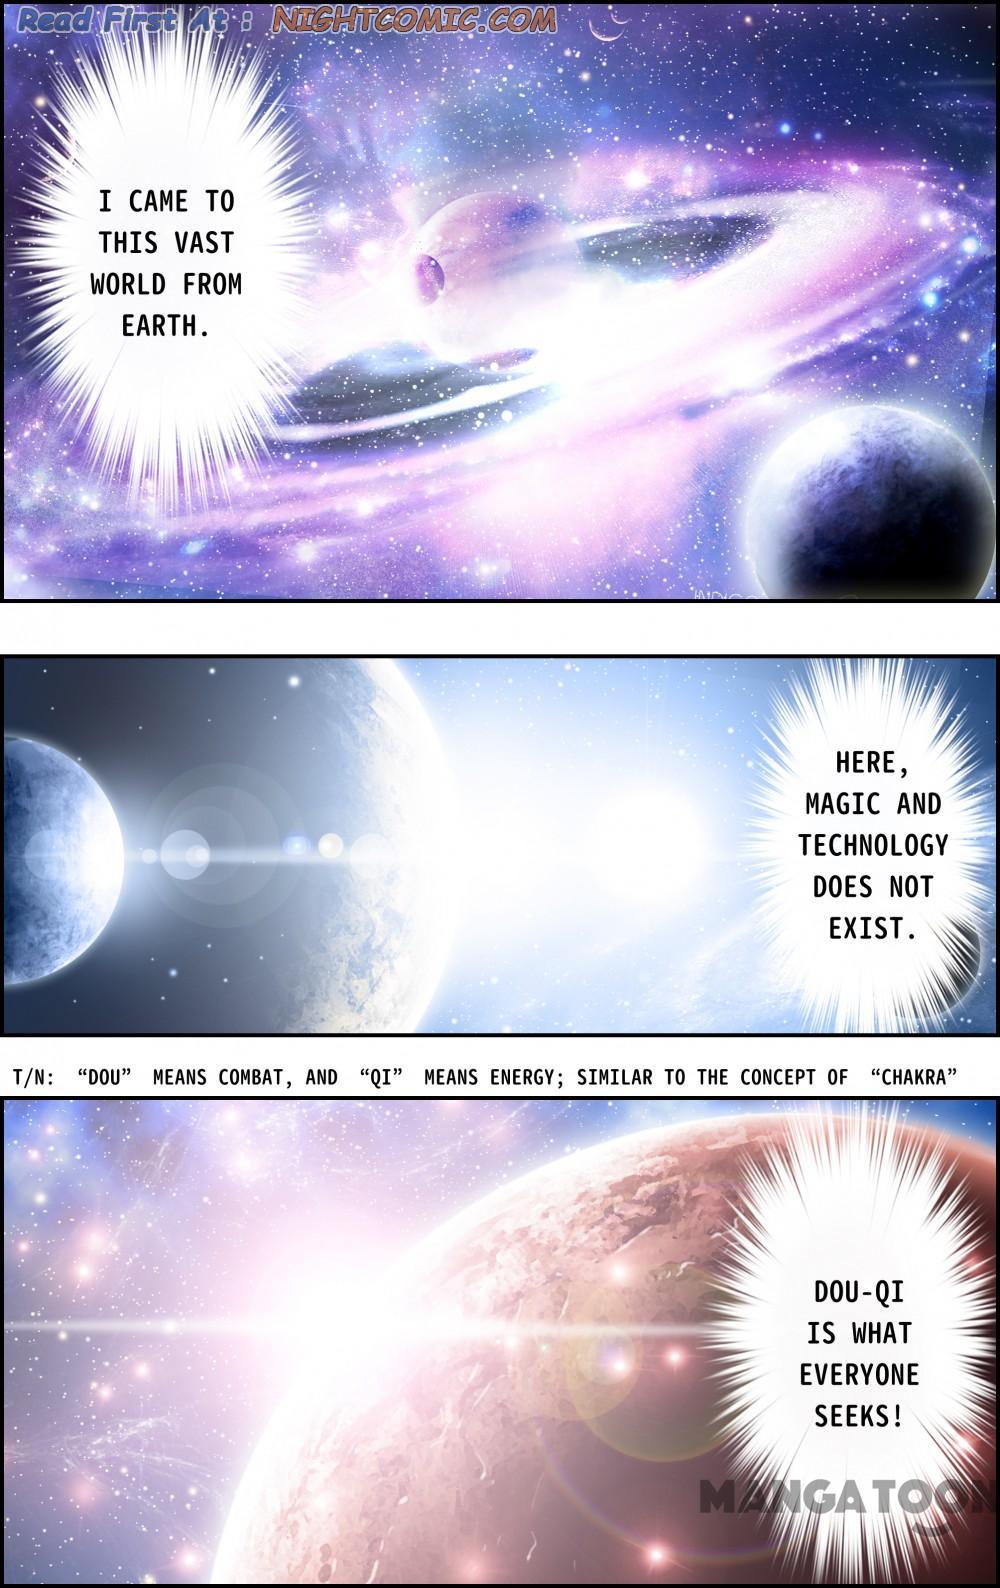 Read First At : NIGHTCOMIC.COM
I CAME TO
THIS VAST
WORLD FROM
EARTH.
HERE,
MAGIC AND
TECHNOLOGY
DOES NOT
EXIST.
T/N: “DOU” MEANS COMBAT, AND “QI” MEANS ENERGY; SIMILAR TO THE CONCEPT OF “CHAKRA”
DOU-QI
IS WHAT
EVERYONE
SEEKS!
MANGATOON